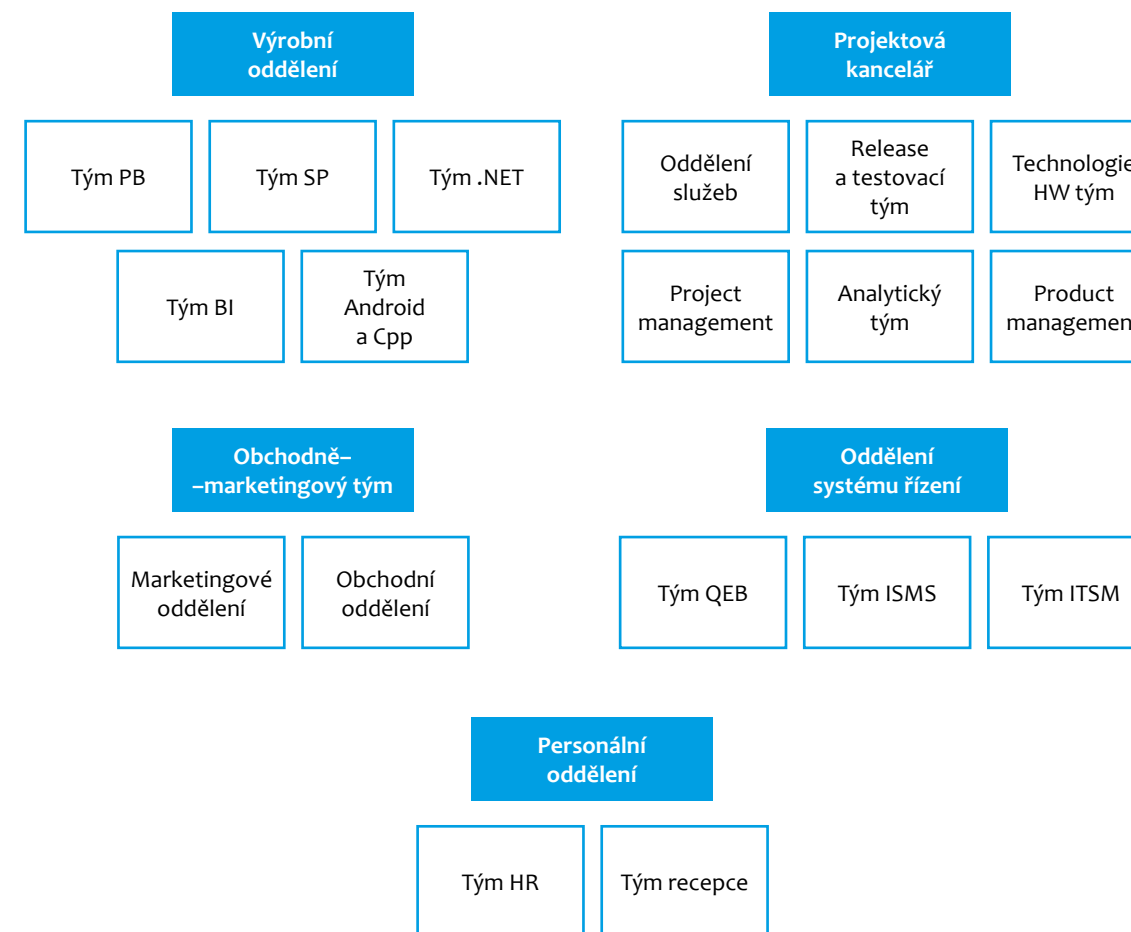 Výrobní
oddělení
Tým PB
Tým SP
Tým .NET
Tým BI
Tým
Android
a Cpp
Projektová
kancelář
Oddělení
služeb
Release
a testovací
tým
Technologie
HW tým
Project
management
Analytický
tým
Product
managemen
Obchodně–
–marketingový tým
Marketingové
oddělení
Obchodní
oddělení
Oddělení
systému řízení
Tým QEB
Tým ISMS
Tým ITSM
Personální
oddělení
Tým HR
Tým recepce